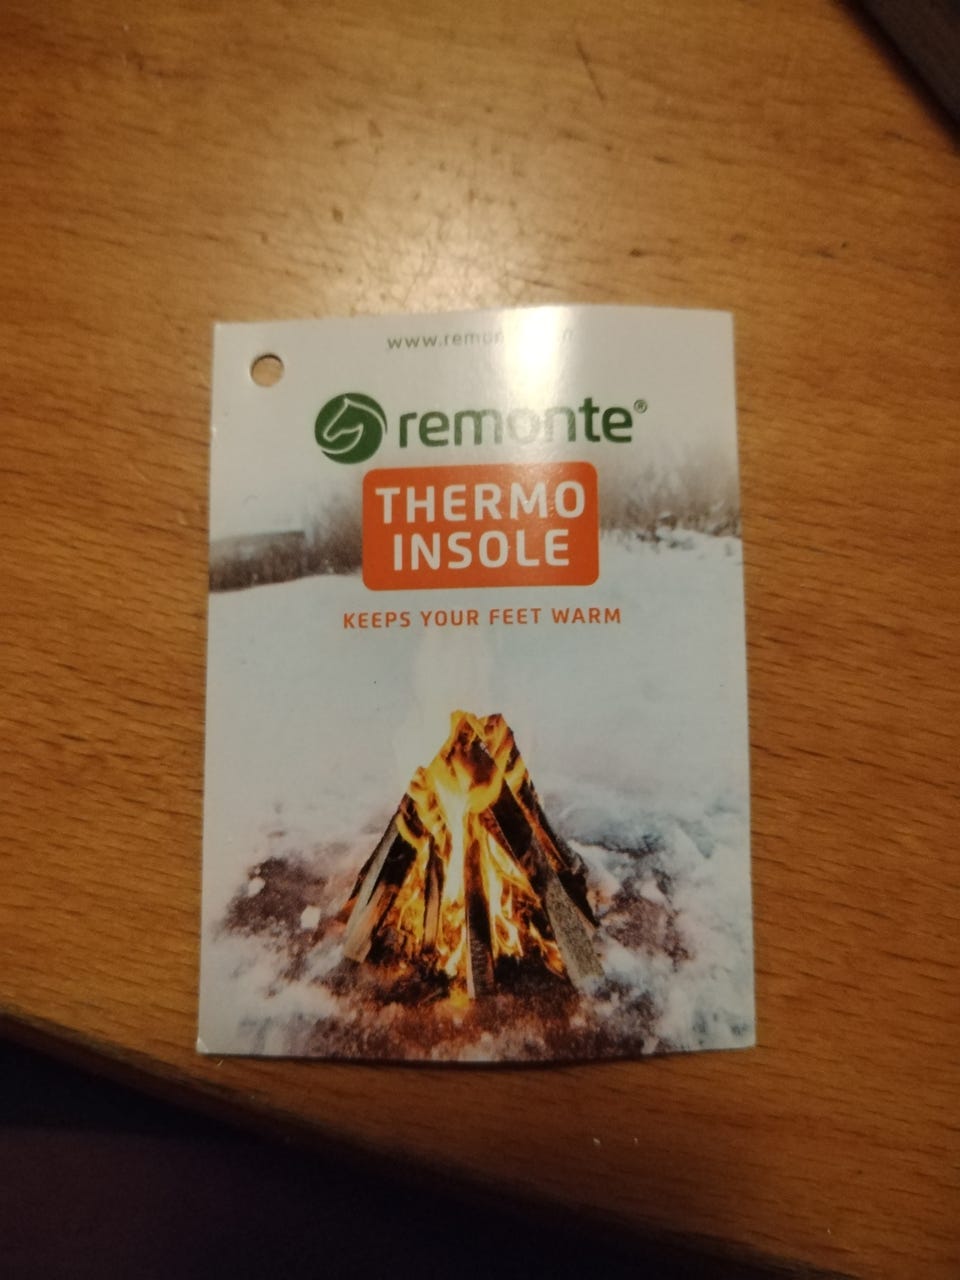 remonte®
THERMO
INSOLE
KEEPS YOUR FEET WARM